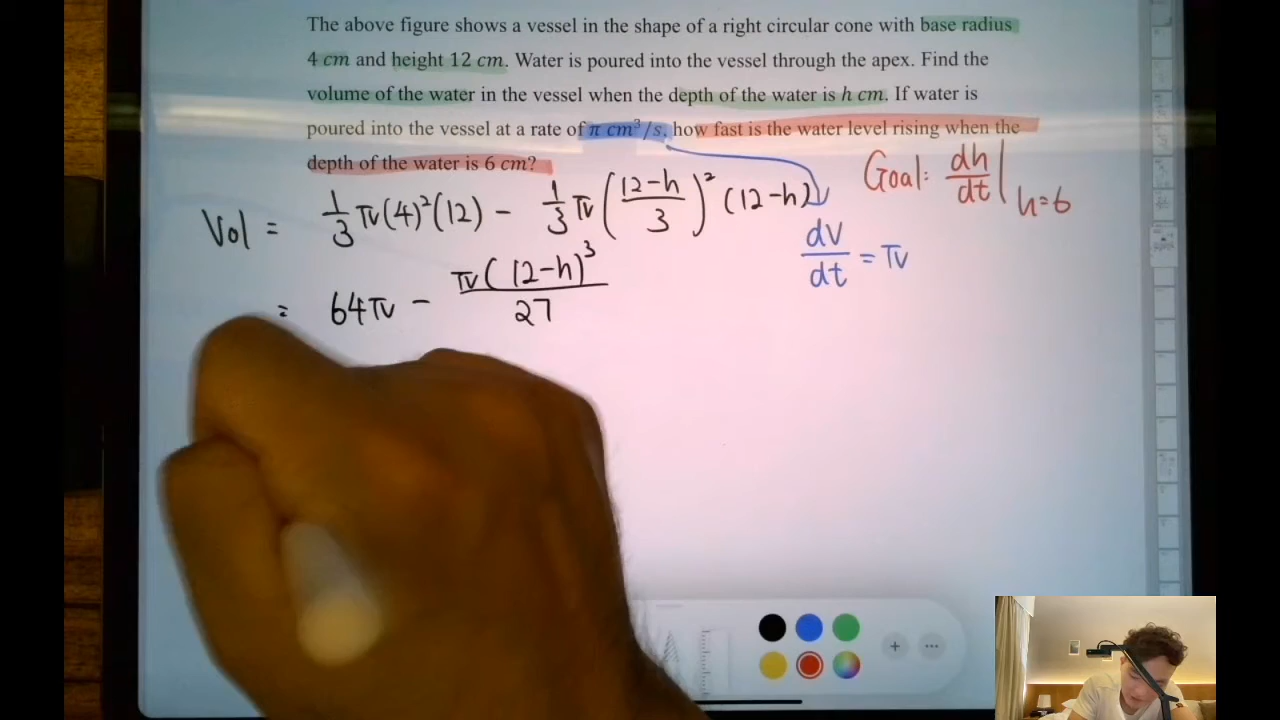 The above figure shows a vessel in the shape of a right circular cone with base radius
4 cm and height 12 cm. Water is poured into the vessel through the apex. Find the
volume of the water in the vessel when the depth of the water is h cm. If water is
poured into the vessel at a rate of π cm³/s, how fast is the water level rising when the
depth of the water is 6 cm?
Goal: dh/dt | h=6
Vol = 1/3 π(4)²(12) − 1/3 π((12-h)/3)²(12-h)
dV/dt = π
= 64π − π(12-h)³/27